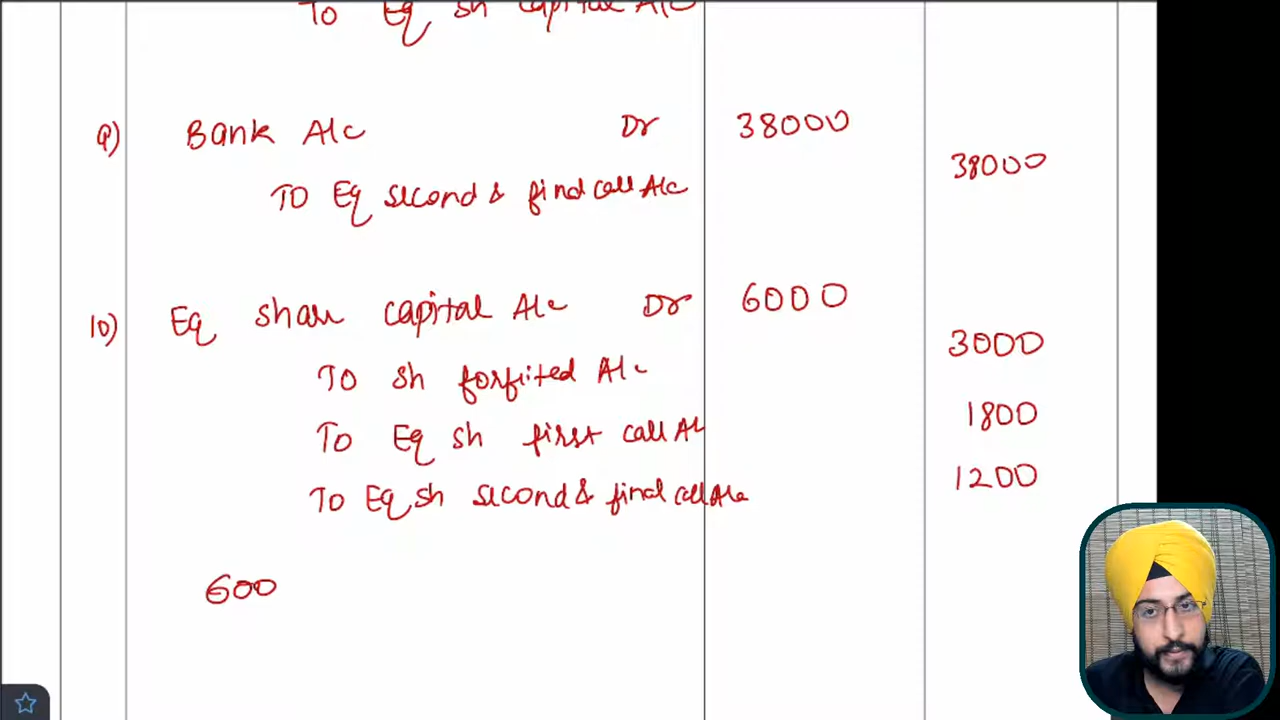 To Eq sh capital A/c
9) Bank A/c Dr 38000
38000
To Eq second & final call A/c
10) Eq share capital A/c Dr 6000
3000
To sh forfited A/c
1800
To Eq sh first call A/c
1200
To Eq sh second & final call A/c
600